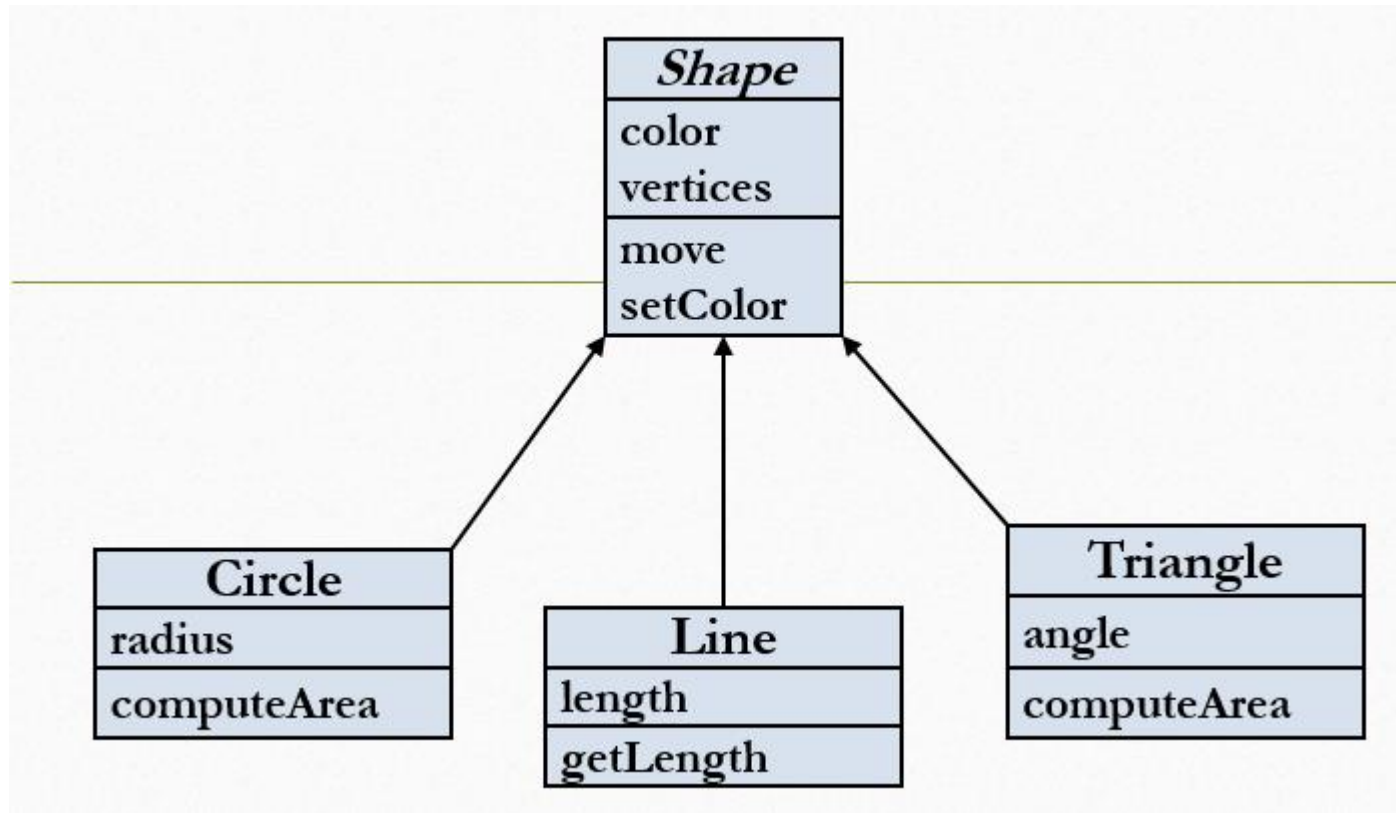 Shape
color
vertices
move
setColor
Circle
radius
computeArea
Line
length
getLength
Triangle
angle
computeArea